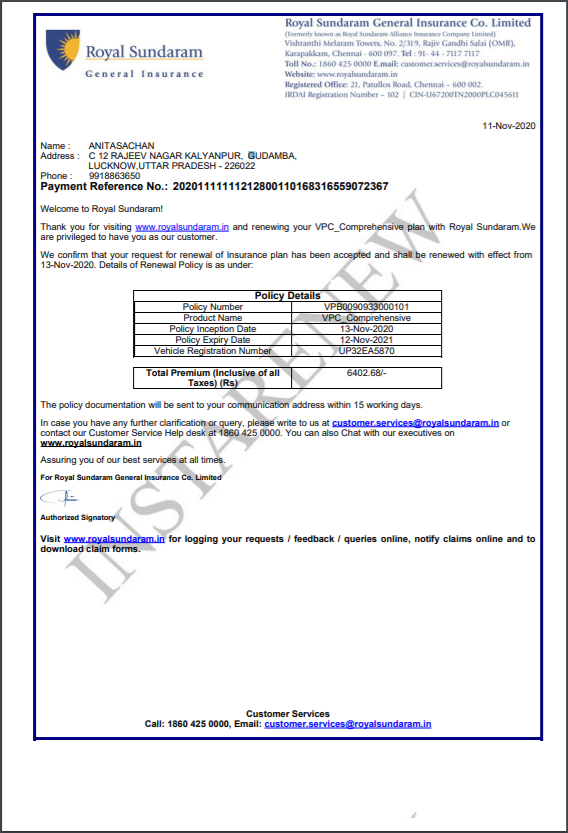 Royal Sundaram
General Insurance
Royal Sundaram General Insurance Co. Limited
(Formerly known as Royal Sundaram Alliance Insurance Company Limited)
Vishranthi Melaram Towers, No. 2/319, Rajiv Gandhi Salai (OMR),
Karapakkam, Chennai - 600 097. Tel : 91- 44 - 7117 7117
Toll No.: 1860 425 0000 E.mail: customer.services@royalsundaram.in
Website: www.royalsundaram.in
Registered Office: 21, Patullos Road, Chennai – 600 002.
IRDAI Registration Number – 102 | CIN-U67200TN2000PLC045611
11-Nov-2020
Name : ANITASACHAN
Address : C 12 RAJEEV NAGAR KALYANPUR, GUDAMBA,
LUCKNOW,UTTAR PRADESH - 226022
Phone : 9918863650
Payment Reference No.: 20201111111212800110168316559072367
Welcome to Royal Sundaram!
Thank you for visiting www.royalsundaram.in and renewing your VPC_Comprehensive plan with Royal Sundaram.We
are privileged to have you as our customer.
We confirm that your request for renewal of Insurance plan has been accepted and shall be renewed with effect from
13-Nov-2020. Details of Renewal Policy is as under:
Policy Details
Policy Number VPB0090933000101
Product Name VPC_Comprehensive
Policy Inception Date 13-Nov-2020
Policy Expiry Date 12-Nov-2021
Vehicle Registration Number UP32EA5870
Total Premium (Inclusive of all 6402.68/-
Taxes) (Rs)
The policy documentation will be sent to your communication address within 15 working days.
In case you have any further clarification or query, please write to us at customer.services@royalsundaram.in or
contact our Customer Service Help desk at 1860 425 0000. You can also Chat with our executives on
www.royalsundaram.in
Assuring you of our best services at all times.
For Royal Sundaram General Insurance Co. Limited
Authorized Signatory
Visit www.royalsundaram.in for logging your requests / feedback / queries online, notify claims online and to
download claim forms.
INSTARENEW
Customer Services
Call: 1860 425 0000, Email: customer.services@royalsundaram.in